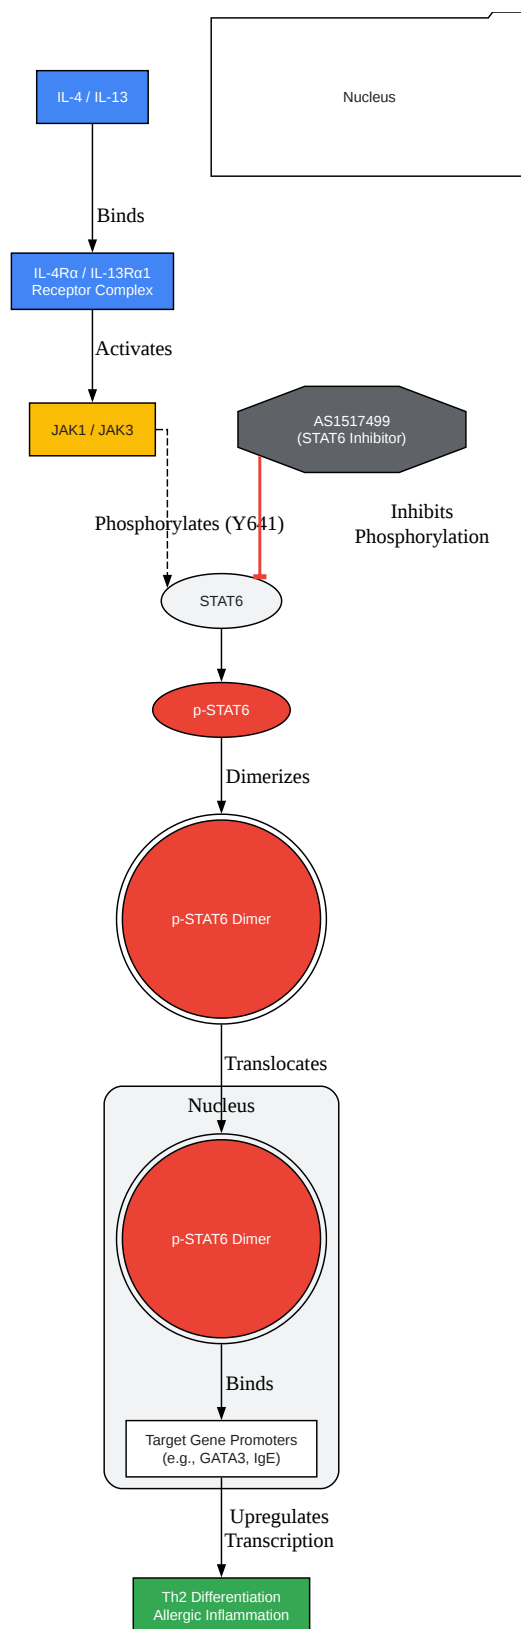 Nucleus
IL-4 / IL-13
Binds
IL-4Rα / IL-13Rα1
Receptor Complex
Activates
JAK1 / JAK3
AS1517499
(STAT6 Inhibitor)
Phosphorylates (Y641)
Inhibits
Phosphorylation
STAT6
p-STAT6
Dimerizes
p-STAT6 Dimer
Translocates
Nucleus
p-STAT6 Dimer
Binds
Target Gene Promoters
(e.g., GATA3, IgE)
Upregulates
Transcription
Th2 Differentiation
Allergic Inflammation